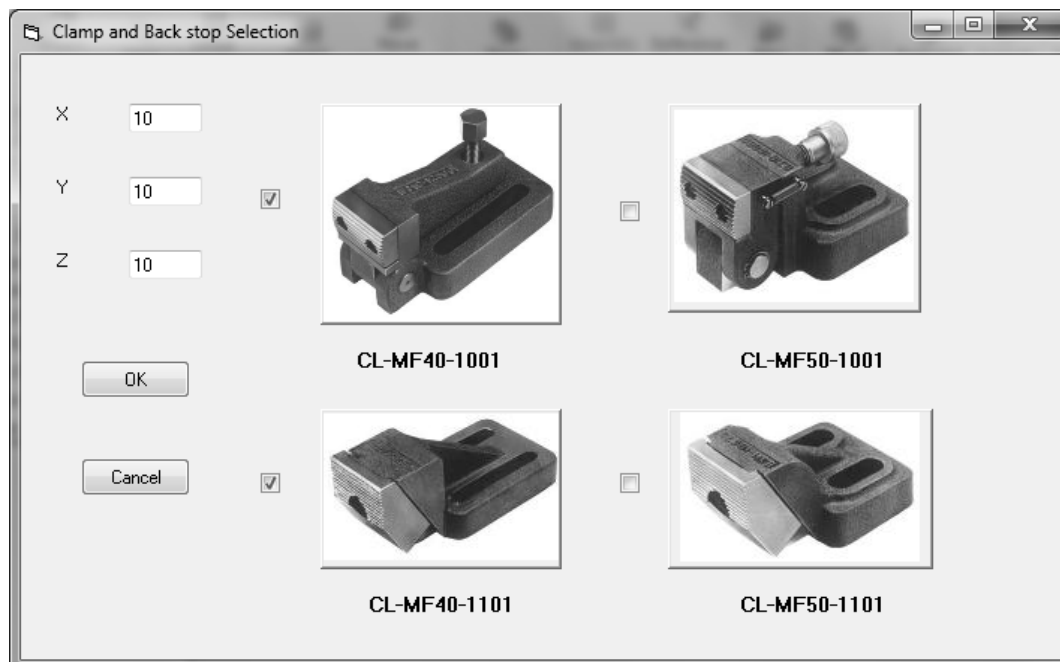 Clamp and Back stop Selection
X 10
Y 10
Z 10
OK
Cancel
CL-MF40-1001
CL-MF50-1001
CL-MF40-1101
CL-MF50-1101